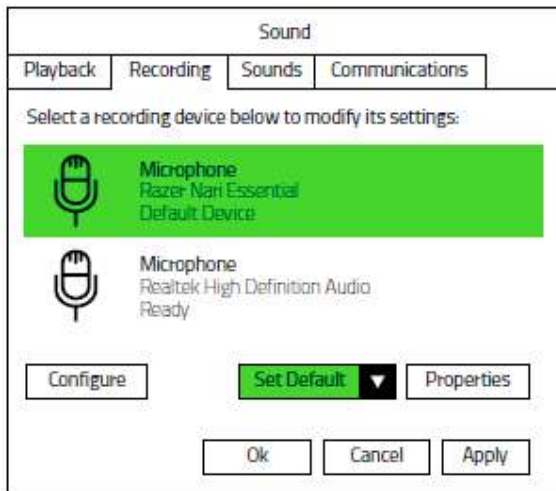 Sound
Playback Recording Sounds Communications
Select a recording device below to modify its settings:
Microphone
Razer Nari Essential
Default Device
Microphone
Realtek High Definition Audio
Ready
Configure Set Default Properties
Ok Cancel Apply